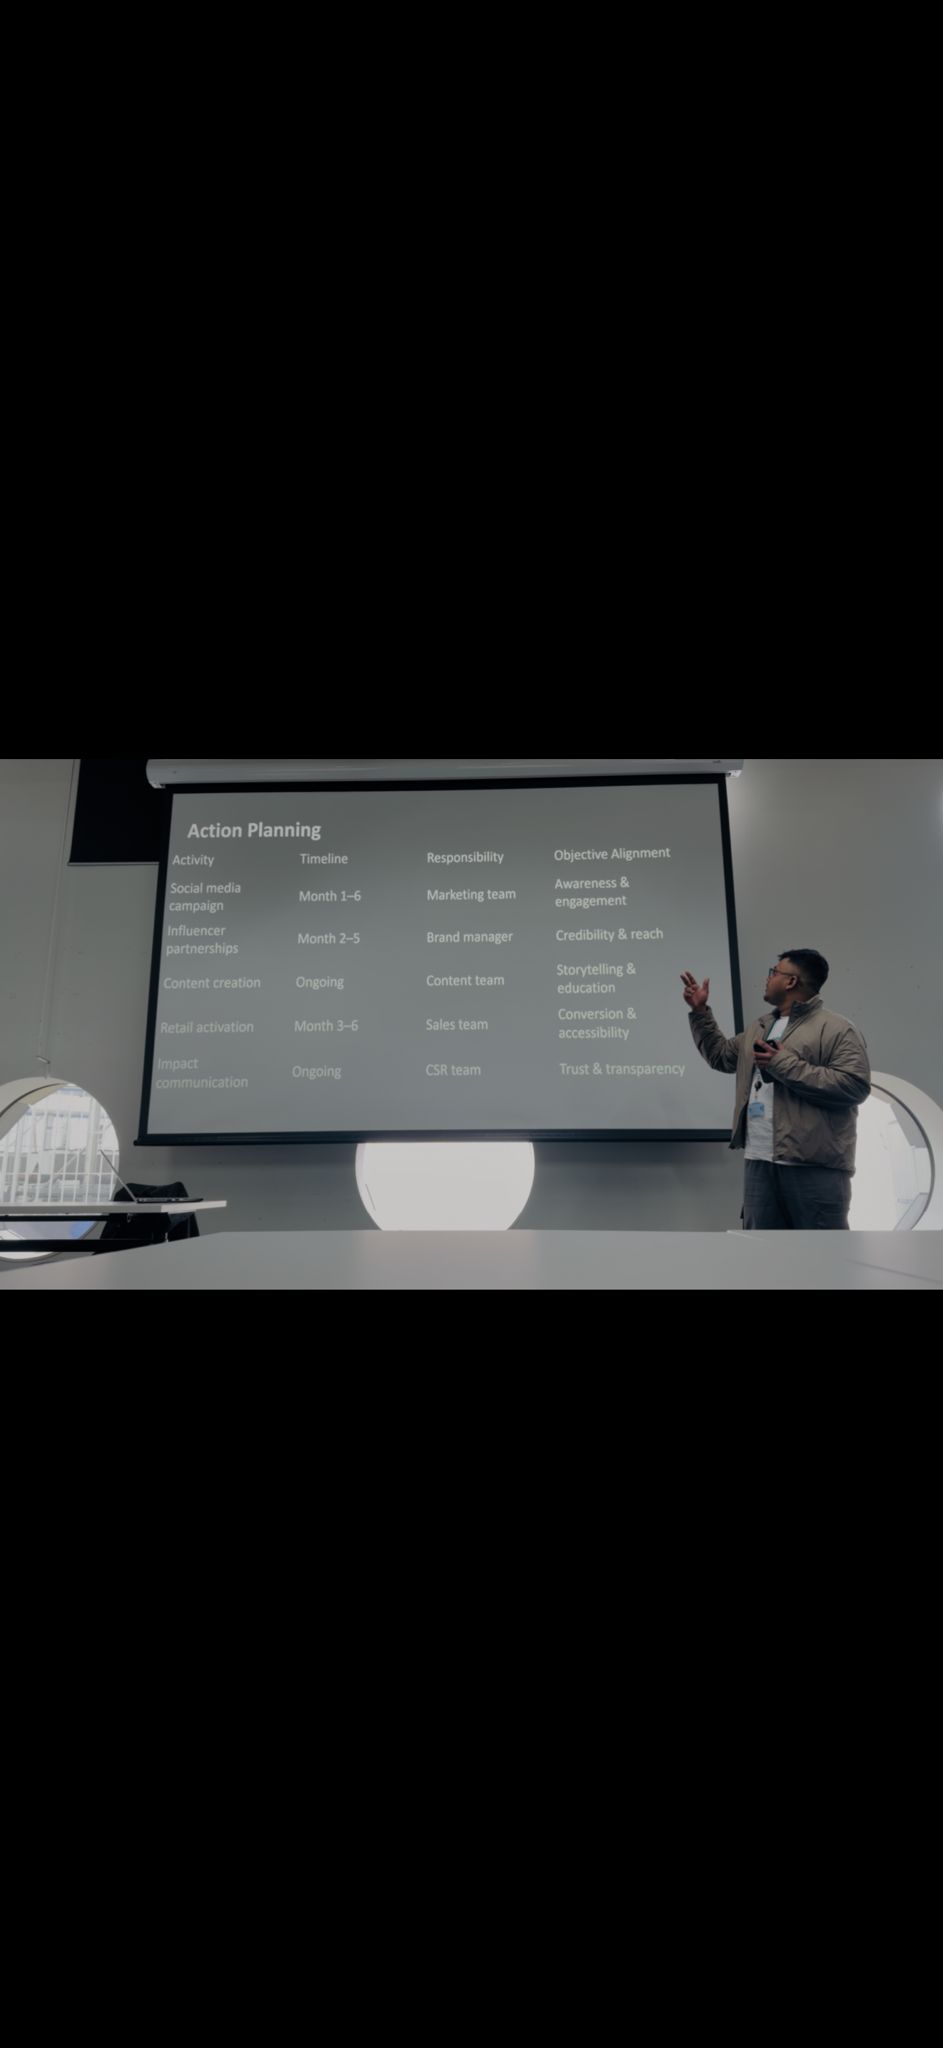 Action Planning
Activity Timeline Responsibility Objective Alignment
Social media
campaign
Month 1–6
Marketing team
Awareness &
engagement
Influencer
partnerships
Month 2–5
Brand manager
Credibility & reach
Content creation
Ongoing
Content team
Storytelling &
education
Retail activation
Month 3–6
Sales team
Conversion &
accessibility
Impact
communication
Ongoing
CSR team
Trust & transparency